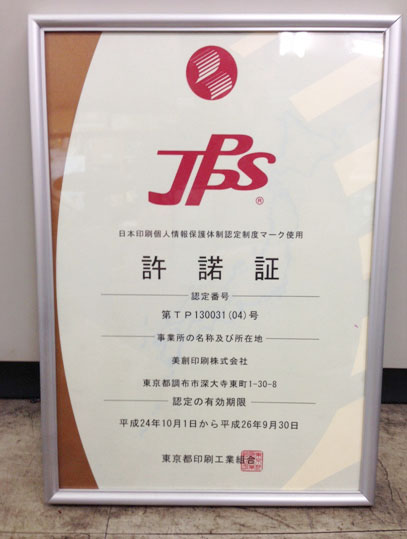 JPPS®
日本印刷個人情報保護体制認定制度マーク使用
許諾証
認定番号
第TP130031(04)号
事業所の名称及び所在地
美創印刷株式会社
東京都調布市深大寺東町1-30-8
認定の有効期限
平成24年10月1日から平成26年9月30日
東京都印刷工業組合